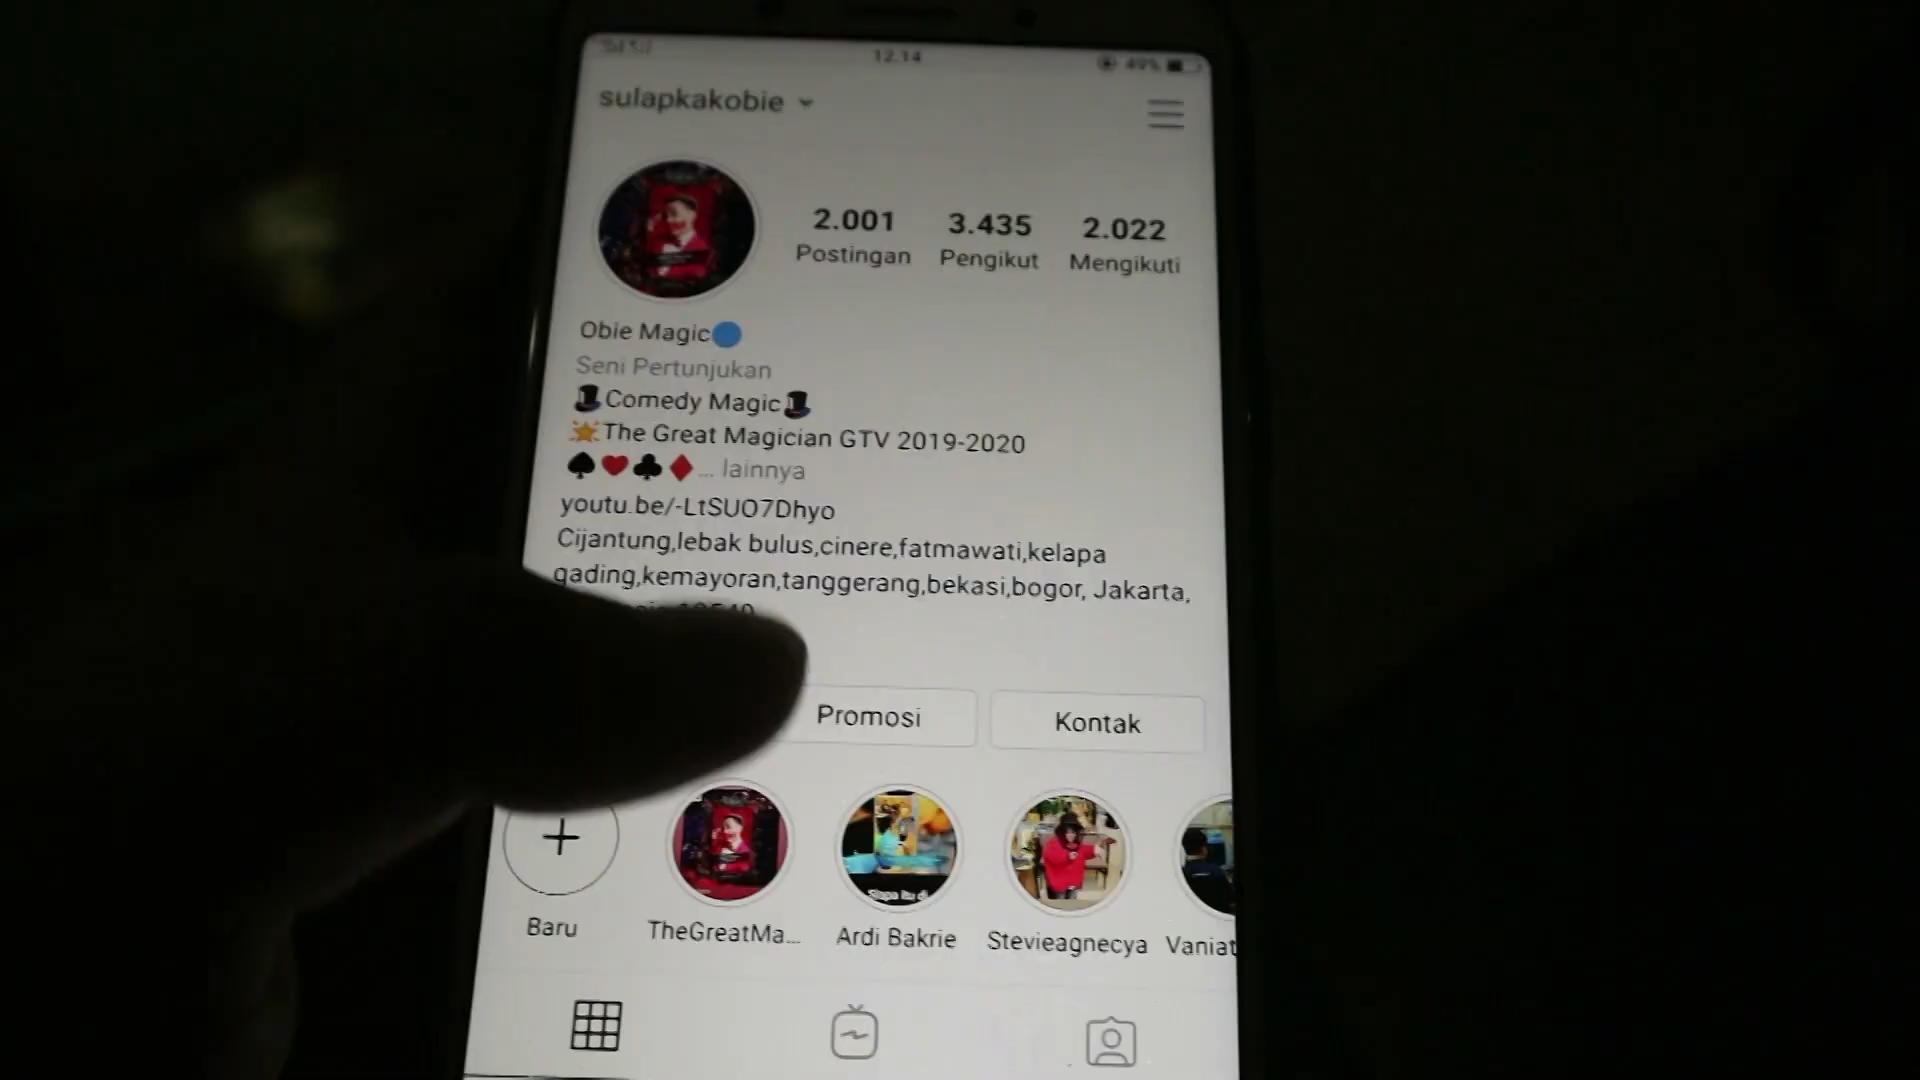 12.14
49%
sulapkakobie
2.001 3.435 2.022
Postingan Pengikut Mengikuti
Obie Magic
Seni Pertunjukan
Comedy Magic
The Great Magician GTV 2019-2020
... lainnya
youtu.be/-LtSUO7Dhyo
Cijantung,lebak bulus,cinere,fatmawati,kelapa
gading,kemayoran,tanggerang,bekasi,bogor, Jakarta,
Promosi Kontak
Baru TheGreatMa... Ardi Bakrie Stevieagnecya Vaniat